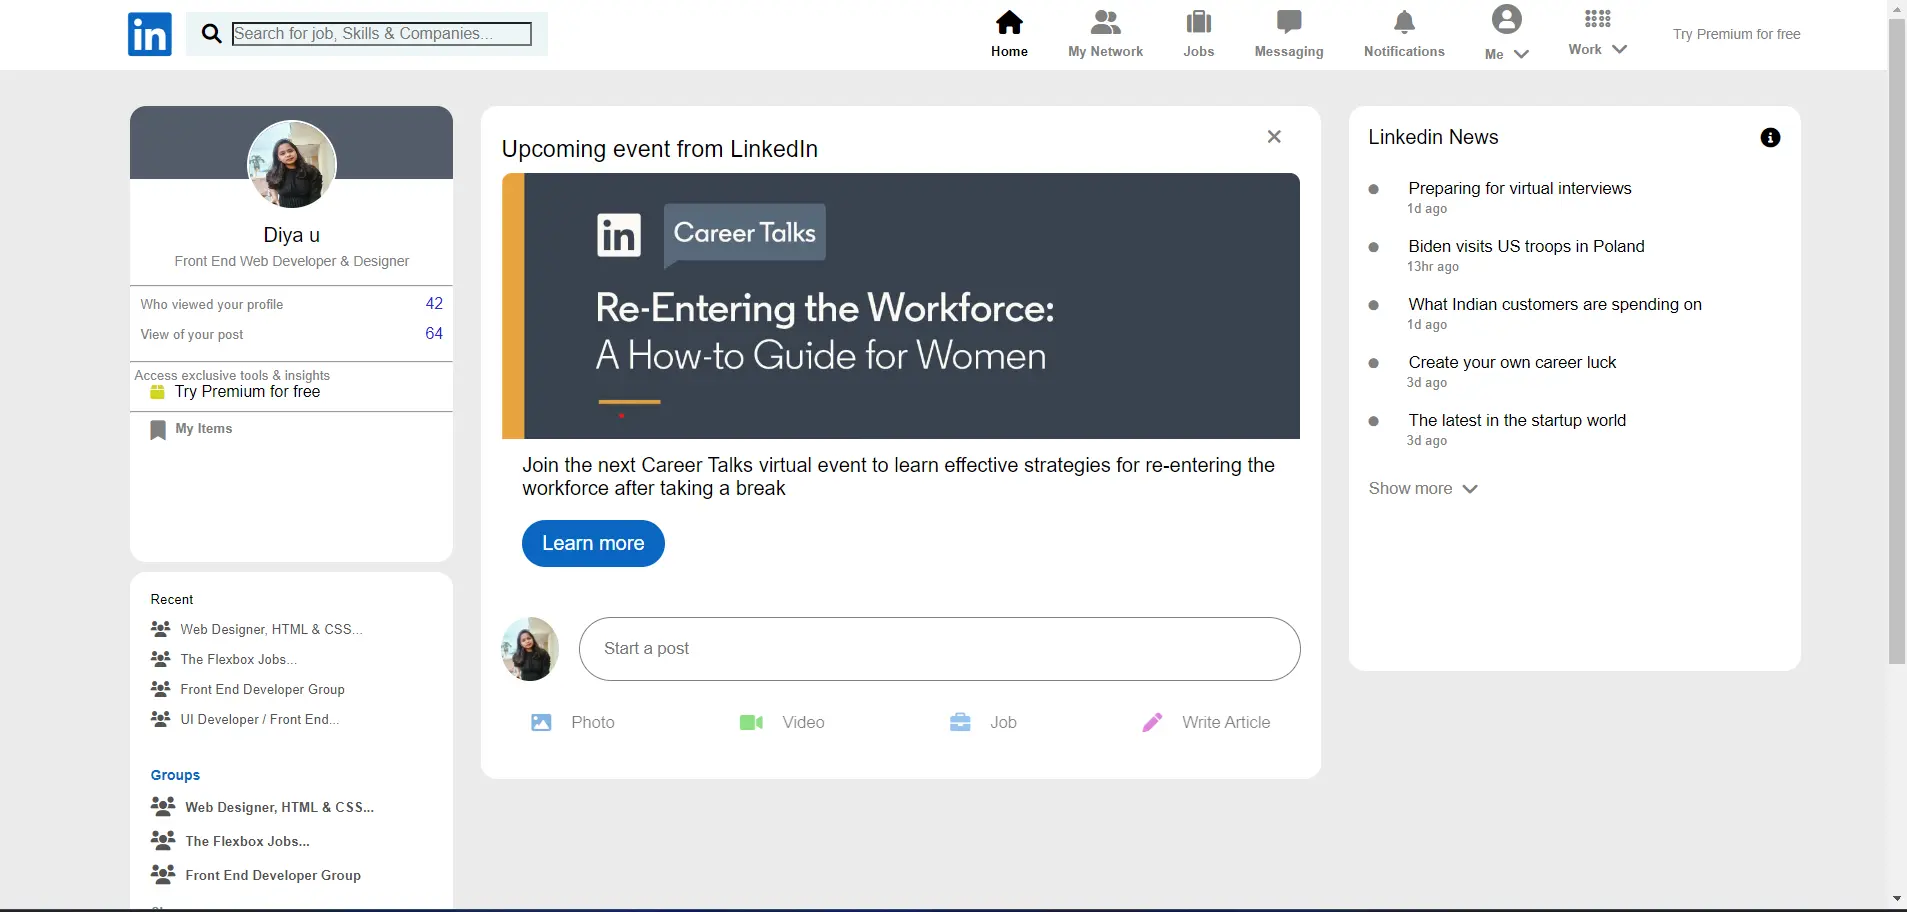 in
Search for job, Skills & Companies...
Home
My Network
Jobs
Messaging
Notifications
Me
Work
Try Premium for free
Diya u
Front End Web Developer & Designer
Who viewed your profile 42
View of your post 64
Access exclusive tools & insights
Try Premium for free
My Items
Recent
Web Designer, HTML & CSS...
The Flexbox Jobs...
Front End Developer Group
UI Developer / Front End...
Groups
Web Designer, HTML & CSS...
The Flexbox Jobs...
Front End Developer Group
Upcoming event from LinkedIn
in Career Talks
Re-Entering the Workforce:
A How-to Guide for Women
Join the next Career Talks virtual event to learn effective strategies for re-entering the
workforce after taking a break
Learn more
Start a post
Photo
Video
Job
Write Article
Linkedin News
Preparing for virtual interviews
1d ago
Biden visits US troops in Poland
13hr ago
What Indian customers are spending on
1d ago
Create your own career luck
3d ago
The latest in the startup world
3d ago
Show more